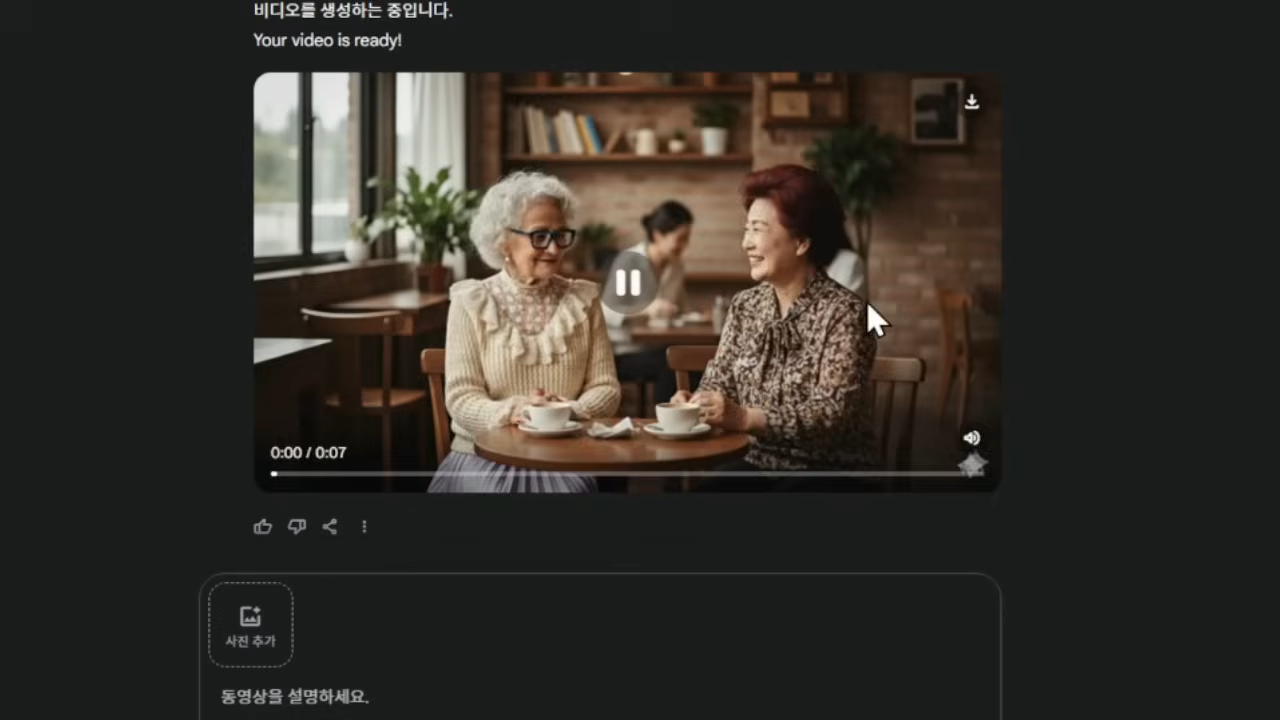 비디오를 생성하는 중입니다.
Your video is ready!
0:00 / 0:07
사진 추가
동영상을 설명하세요.